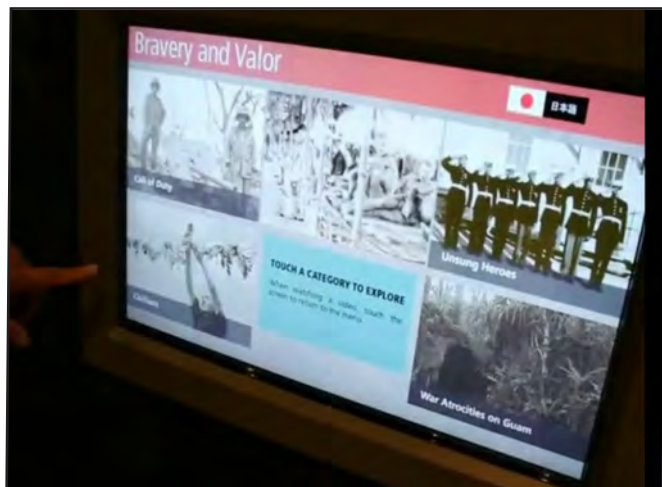 Bravery and Valor
日本語
Call of Duty
Unsung Heroes
TOUCH A CATEGORY TO EXPLORE
When watching a video, touch the
screen to return to the menu.
Civilians
War Atrocities on Guam